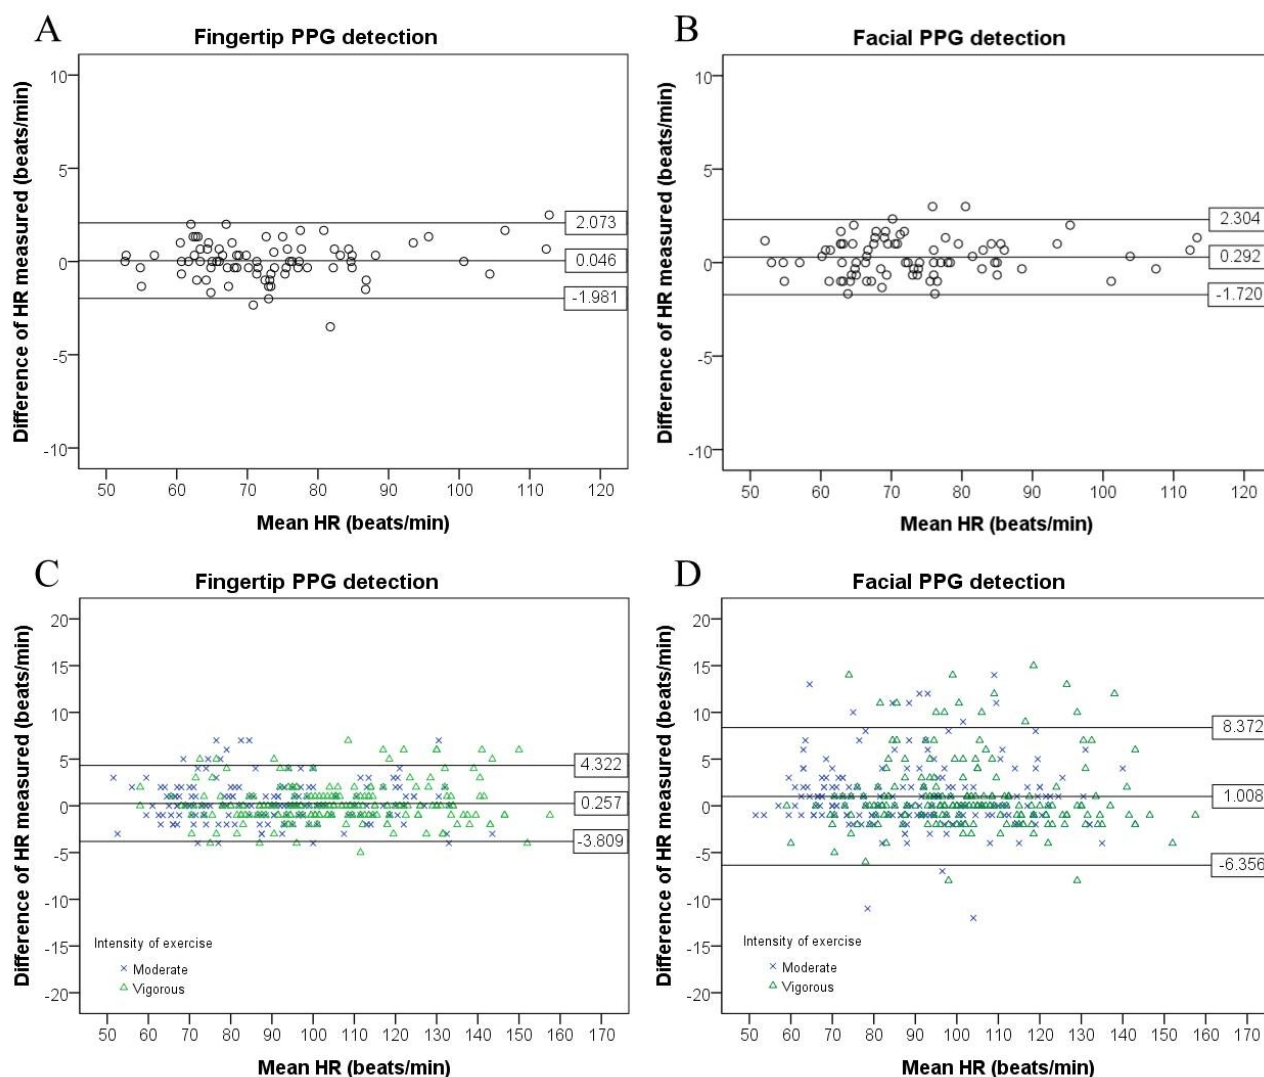 A
Fingertip PPG detection
Difference of HR measured (beats/min)
10
5
0
-5
-10
2.073
0.046
-1.981
50 60 70 80 90 100 110 120
Mean HR (beats/min)
B
Facial PPG detection
Difference of HR measured (beats/min)
10
5
0
-5
-10
2.304
0.292
-1.720
50 60 70 80 90 100 110 120
Mean HR (beats/min)
C
Fingertip PPG detection
Difference of HR measured (beats/min)
20
15
10
5
0
-5
-10
-15
-20
4.322
0.257
-3.809
Intensity of exercise
Moderate
Vigorous
50 60 70 80 90 100 110 120 130 140 150 160 170
Mean HR (beats/min)
D
Facial PPG detection
Difference of HR measured (beats/min)
20
15
10
5
0
-5
-10
-15
-20
8.372
1.008
-6.356
Intensity of exercise
Moderate
Vigorous
50 60 70 80 90 100 110 120 130 140 150 160 170
Mean HR (beats/min)